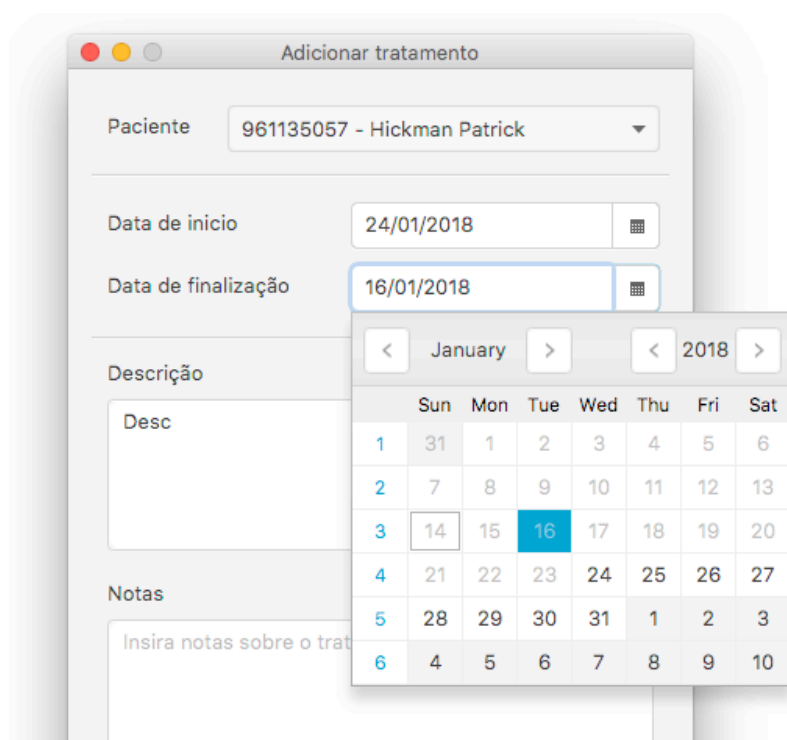 Adicionar tratamento
Paciente 961135057 - Hickman Patrick
Data de inicio 24/01/2018
Data de finalização 16/01/2018
< January > < 2018 >
Sun Mon Tue Wed Thu Fri Sat
1 31 1 2 3 4 5 6
2 7 8 9 10 11 12 13
3 14 15 16 17 18 19 20
4 21 22 23 24 25 26 27
5 28 29 30 31 1 2 3
6 4 5 6 7 8 9 10
Descrição
Desc
Notas
Insira notas sobre o trat